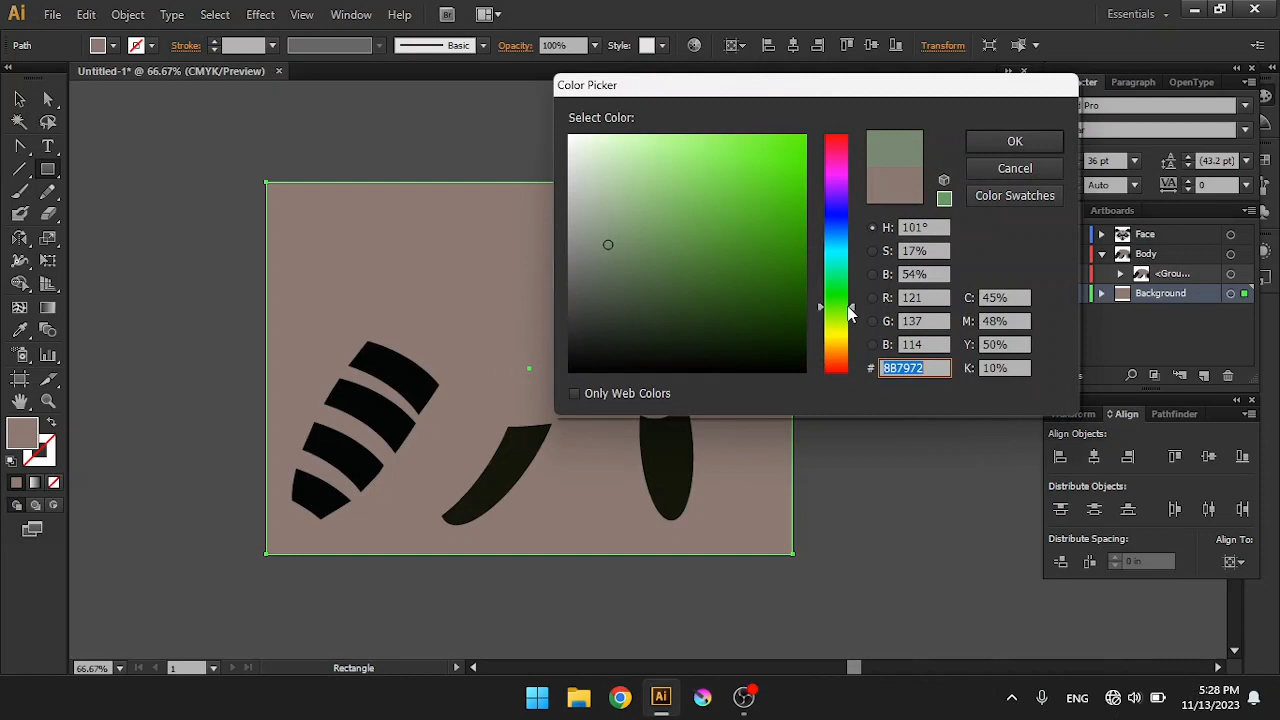 Ai File Edit Object Type Select Effect View Window Help Br Essentials
Path Stroke: Basic Opacity: 100% Style: Transform
Untitled-1* @ 66.67% (CMYK/Preview)
Color Picker
Select Color:
OK
Cancel
Color Swatches
H: 101°
S: 17%
B: 54%
R: 121 C: 45%
G: 137 M: 48%
B: 114 Y: 50%
# 8B7972 K: 10%
Only Web Colors
Paragraph OpenType
Pro
36 pt (43.2 pt)
Auto 0
Artboards
Face
Body
<Grou...
Background
Align Pathfinder
Align Objects:
Distribute Objects:
Distribute Spacing: Align To:
0 in
66.67% 1 Rectangle
Ai ENG 5:28 PM
11/13/2023